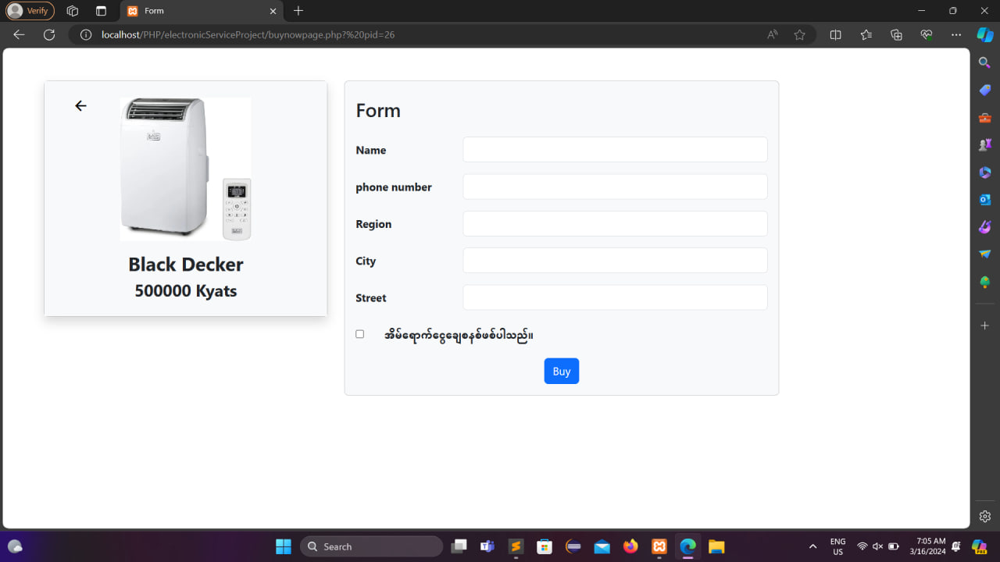 Verify
Form
localhost/PHP/electronicServiceProject/buynowpage.php?%20pid=26
Black Decker
500000 Kyats
Form
Name
phone number
Region
City
Street
အိမ်ရောက်ငွေချေစနစ်ဖစ်ပါသည်။
Buy
Search
ENG
US
7:05 AM
3/16/2024